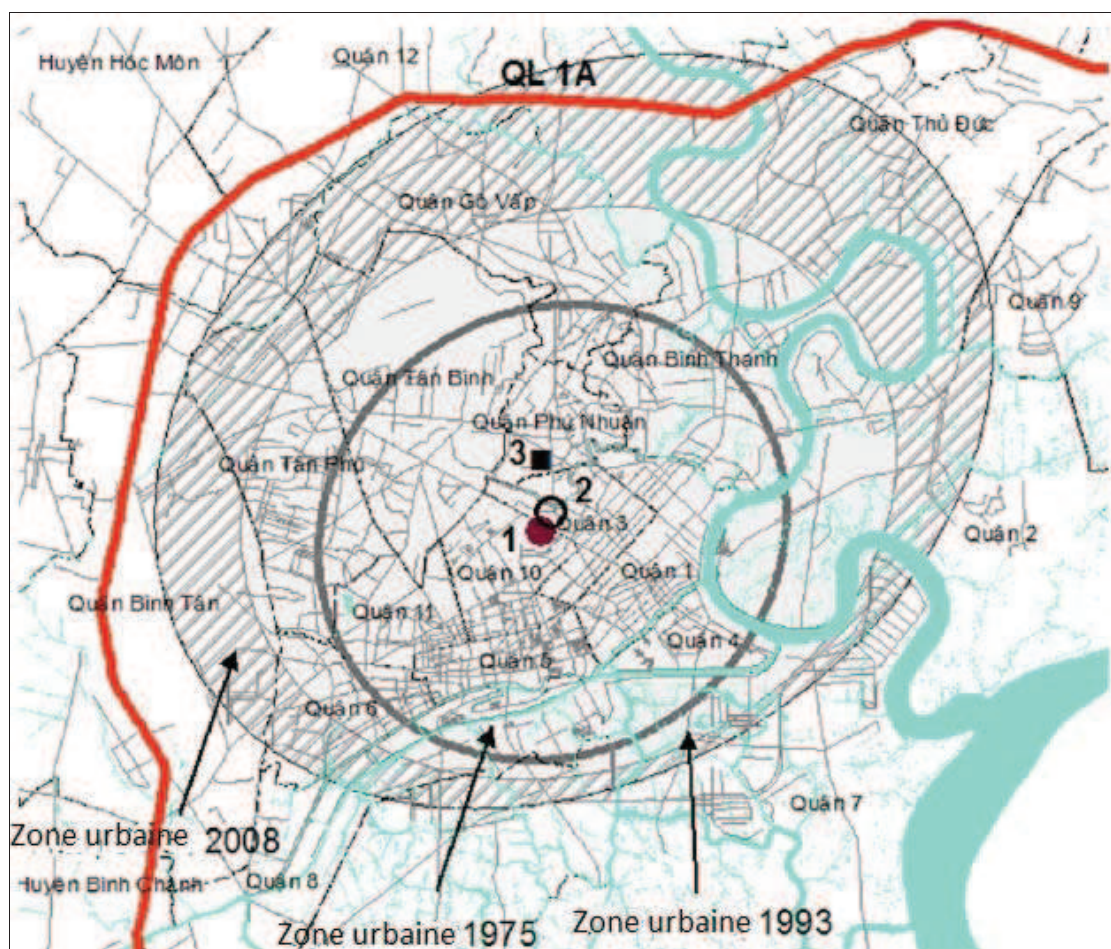 Huyện Hóc Môn
Quận 12
QL 1A
Quận Thủ Đức
Quận Gò Vấp
Quận 9
Quận Bình Thạnh
Quận Tân Bình
Quận Phú Nhuận
3
Quận Tân Phú
2
1
Quận 3
Quận 2
Quận 10
Quận 1
Quận Bình Tân
Quận 11
Quận 4
Quận 5
Quận 6
Quận 7
Zone urbaine 2008
Huyện Bình Chánh
Quận 8
Zone urbaine 1975
Zone urbaine 1993